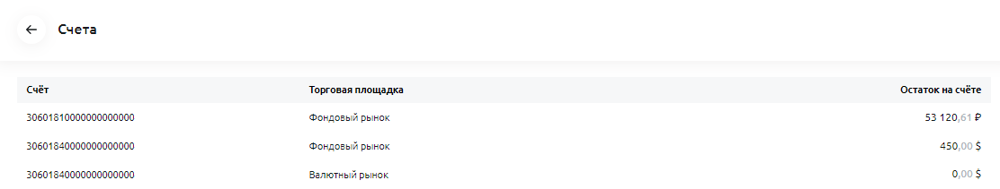 Счета
Счёт Торговая площадка Остаток на счёте
30601810000000000000 Фондовый рынок 53 120,61 ₽
30601840000000000000 Фондовый рынок 450,00 $
30601840000000000000 Валютный рынок 0,00 $